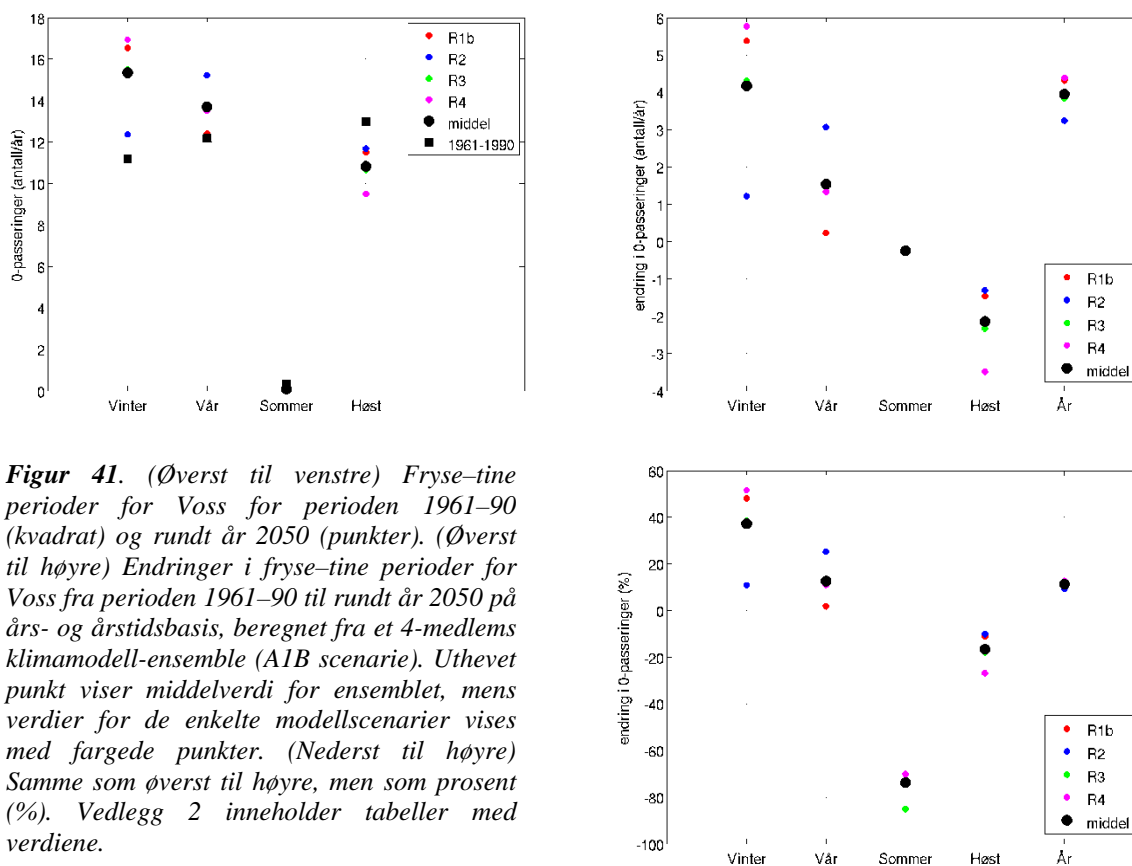 18
16
14
12
10
8
6
4
2
0
0-passeringer (antall/år)
Vinter Vår Sommer Høst
R1b
R2
R3
R4
middel
1961-1990
6
5
4
3
2
1
0
-1
-2
-3
-4
endring i 0-passeringer (antall/år)
Vinter Vår Sommer Høst År
R1b
R2
R3
R4
middel
Figur 41. (Øverst til venstre) Fryse–tine
perioder for Voss for perioden 1961–90
(kvadrat) og rundt år 2050 (punkter). (Øverst
til høyre) Endringer i fryse–tine perioder for
Voss fra perioden 1961–90 til rundt år 2050 på
års- og årstidsbasis, beregnet fra et 4-medlems
klimamodell-ensemble (A1B scenarie). Uthevet
punkt viser middelverdi for ensemblet, mens
verdier for de enkelte modellscenarier vises
med fargede punkter. (Nederst til høyre)
Samme som øverst til høyre, men som prosent
(%). Vedlegg 2 inneholder tabeller med
verdiene.
60
40
20
0
-20
-40
-60
-80
-100
endring i 0-passeringer (%)
Vinter Vår Sommer Høst År
R1b
R2
R3
R4
middel